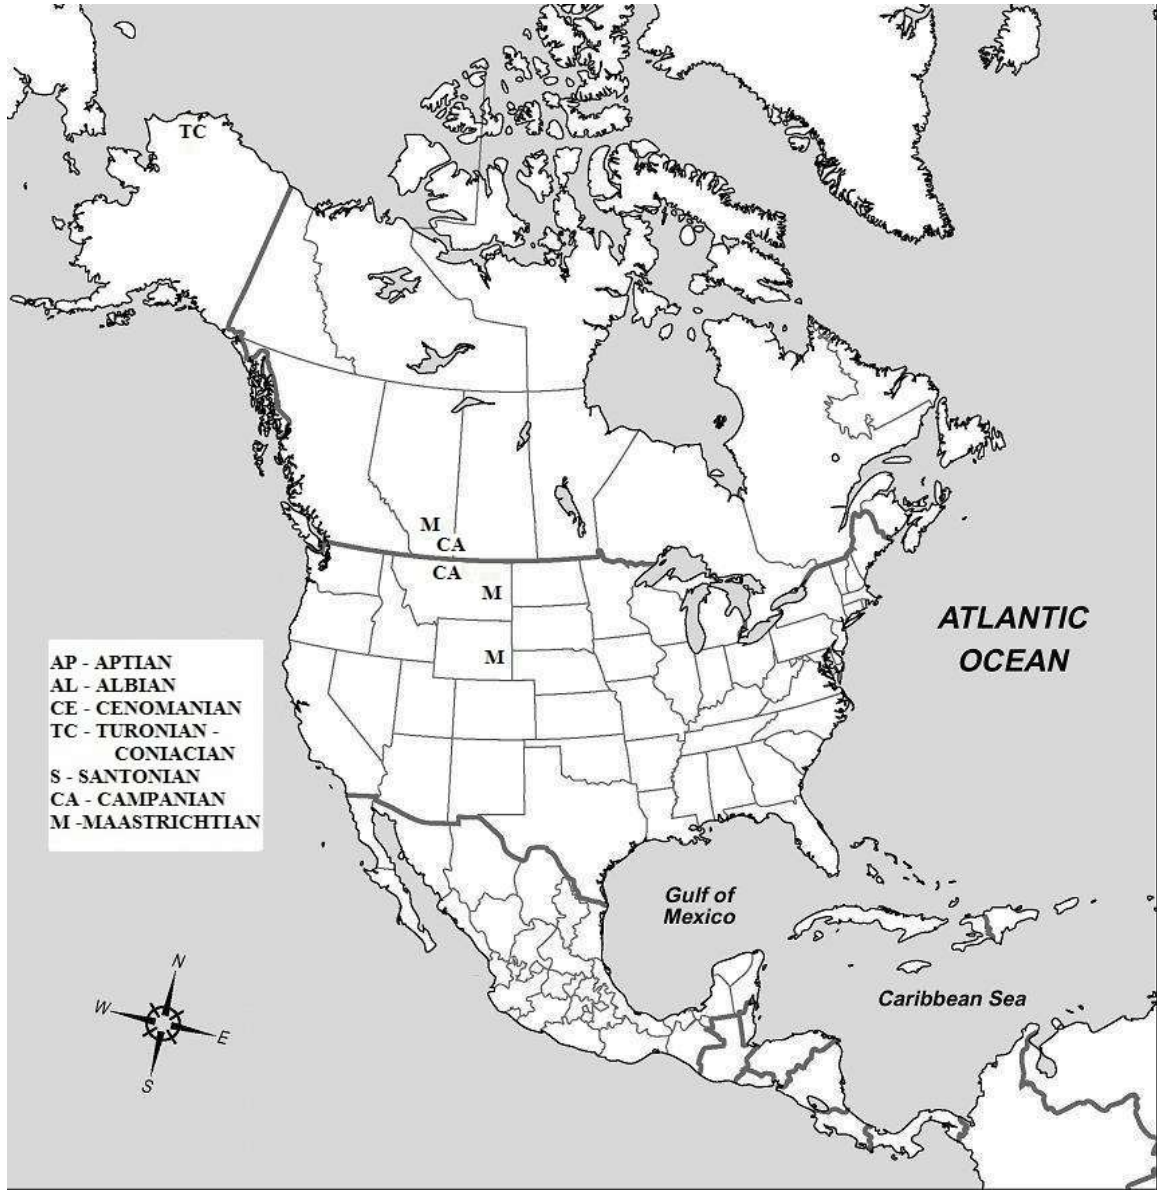 TC
M
CA
CA
M
M
ATLANTIC
OCEAN
AP - APTIAN
AL - ALBIAN
CE - CENOMANIAN
TC - TURONIAN -
CONIACIAN
S - SANTONIAN
CA - CAMPANIAN
M -MAASTRICHTIAN
Gulf of
Mexico
Caribbean Sea
N
W
E
S